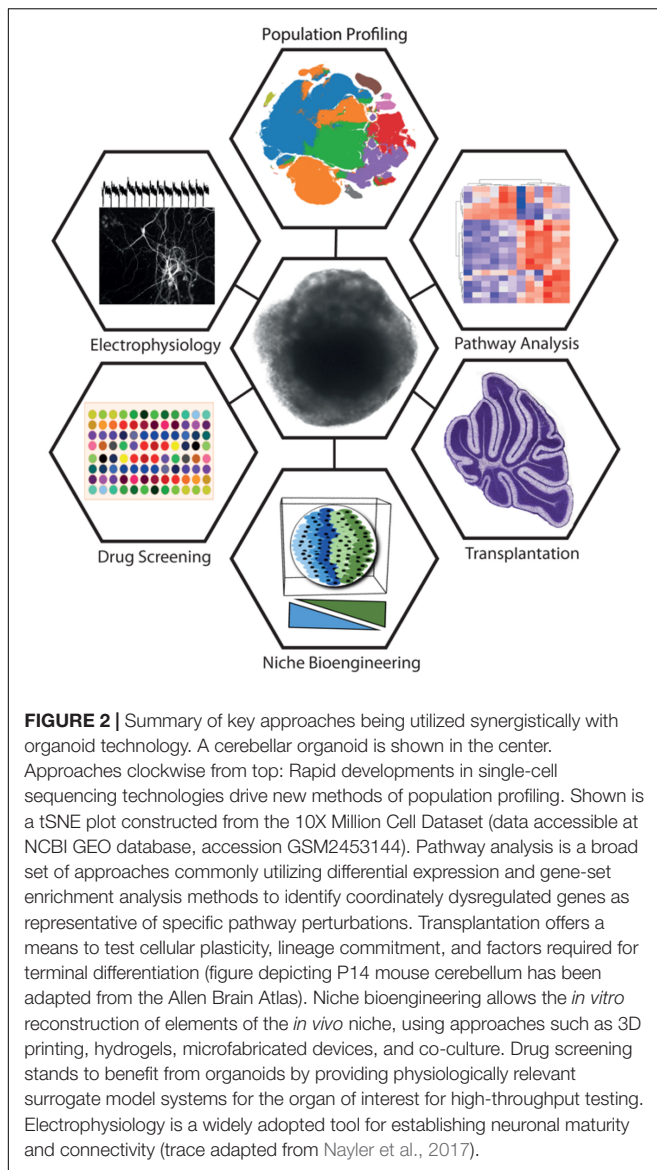 Population Profiling
Electrophysiology
Pathway Analysis
Drug Screening
Transplantation
Niche Bioengineering
FIGURE 2 | Summary of key approaches being utilized synergistically with
organoid technology. A cerebellar organoid is shown in the center.
Approaches clockwise from top: Rapid developments in single-cell
sequencing technologies drive new methods of population profiling. Shown is
a tSNE plot constructed from the 10X Million Cell Dataset (data accessible at
NCBI GEO database, accession GSM2453144). Pathway analysis is a broad
set of approaches commonly utilizing differential expression and gene-set
enrichment analysis methods to identify coordinately dysregulated genes as
representative of specific pathway perturbations. Transplantation offers a
means to test cellular plasticity, lineage commitment, and factors required for
terminal differentiation (figure depicting P14 mouse cerebellum has been
adapted from the Allen Brain Atlas). Niche bioengineering allows the in vitro
reconstruction of elements of the in vivo niche, using approaches such as 3D
printing, hydrogels, microfabricated devices, and co-culture. Drug screening
stands to benefit from organoids by providing physiologically relevant
surrogate model systems for the organ of interest for high-throughput testing.
Electrophysiology is a widely adopted tool for establishing neuronal maturity
and connectivity (trace adapted from Nayler et al., 2017).